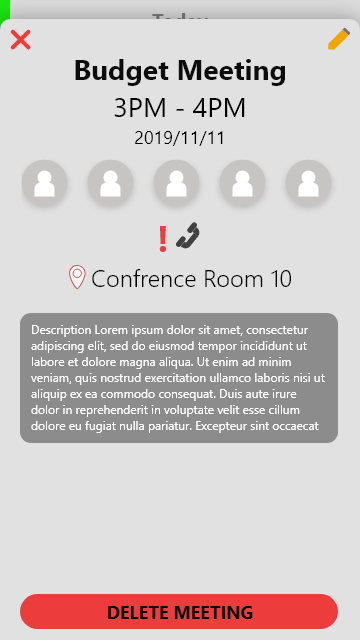 Today
Budget Meeting
3PM - 4PM
2019/11/11
Confrence Room 10
Description Lorem ipsum dolor sit amet, consectetur
adipiscing elit, sed do eiusmod tempor incididunt ut
labore et dolore magna aliqua. Ut enim ad minim
veniam, quis nostrud exercitation ullamco laboris nisi ut
aliquip ex ea commodo consequat. Duis aute irure
dolor in reprehenderit in voluptate velit esse cillum
dolore eu fugiat nulla pariatur. Excepteur sint occaecat
DELETE MEETING